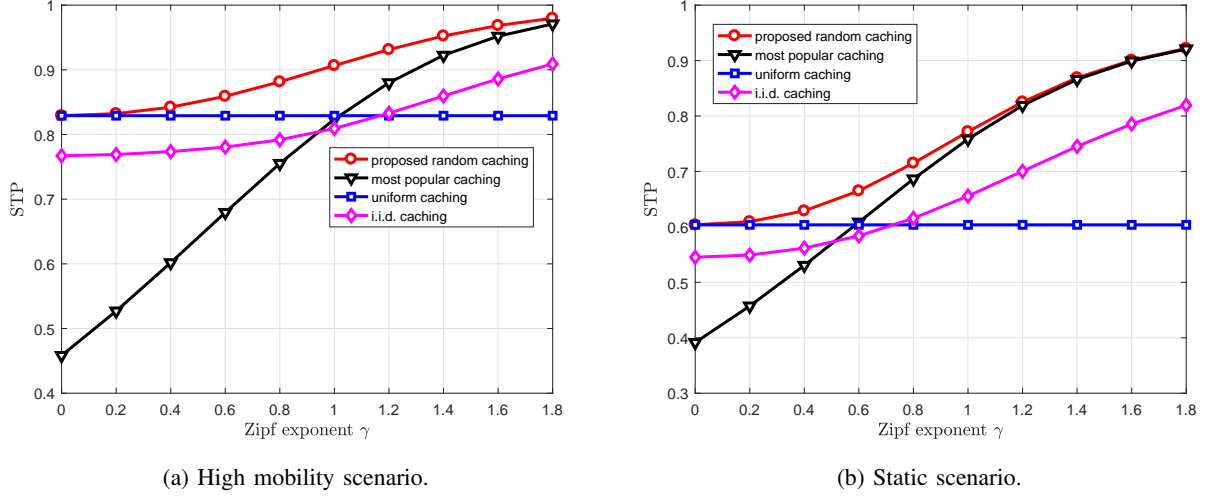 1
0.9
0.8
0.7
0.6
0.5
0.4
STP
0 0.2 0.4 0.6 0.8 1 1.2 1.4 1.6 1.8
Zipf exponent γ
proposed random caching
most popular caching
uniform caching
i.i.d. caching
(a) High mobility scenario.
1
0.9
0.8
0.7
0.6
0.5
0.4
0.3
STP
0 0.2 0.4 0.6 0.8 1 1.2 1.4 1.6 1.8
Zipf exponent γ
proposed random caching
most popular caching
uniform caching
i.i.d. caching
(b) Static scenario.